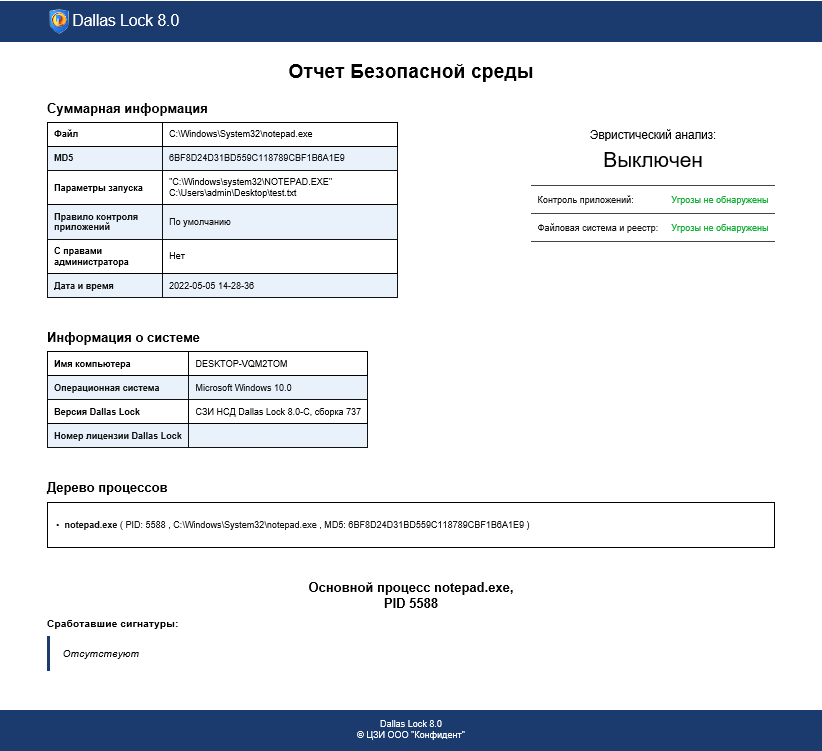 Dallas Lock 8.0
Отчет Безопасной среды
Суммарная информация
Файл C:\Windows\System32\notepad.exe
MD5 6BF8D24D31BD559C118789CBF1B6A1E9
Параметры запуска "C:\Windows\system32\NOTEPAD.EXE"
C:\Users\admin\Desktop\test.txt
Правило контроля
приложений По умолчанию
С правами
администратора Нет
Дата и время 2022-05-05 14-28-36
Эвристический анализ:
Выключен
Контроль приложений: Угрозы не обнаружены
Файловая система и реестр: Угрозы не обнаружены
Информация о системе
Имя компьютера DESKTOP-VQM2TOM
Операционная система Microsoft Windows 10.0
Версия Dallas Lock СЗИ НСД Dallas Lock 8.0-С, сборка 737
Номер лицензии Dallas Lock
Дерево процессов
• notepad.exe ( PID: 5588 , C:\Windows\System32\notepad.exe , MD5: 6BF8D24D31BD559C118789CBF1B6A1E9 )
Основной процесс notepad.exe,
PID 5588
Сработавшие сигнатуры:
Отсутствуют
Dallas Lock 8.0
© ЦЗИ ООО "Конфидент"